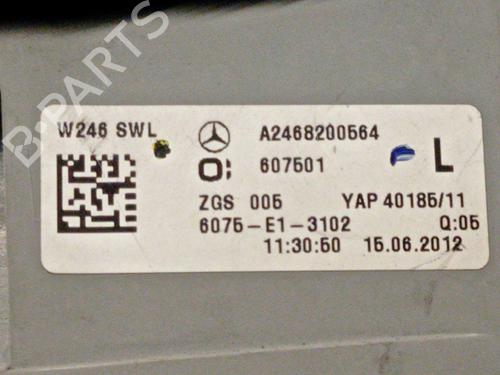 B-PARTS
W246 SWL
A2468200564
607501
L
ZGS 005 YAP 40185/11
6075-E1-3102 Q:05
11:30:50 15.06.2012